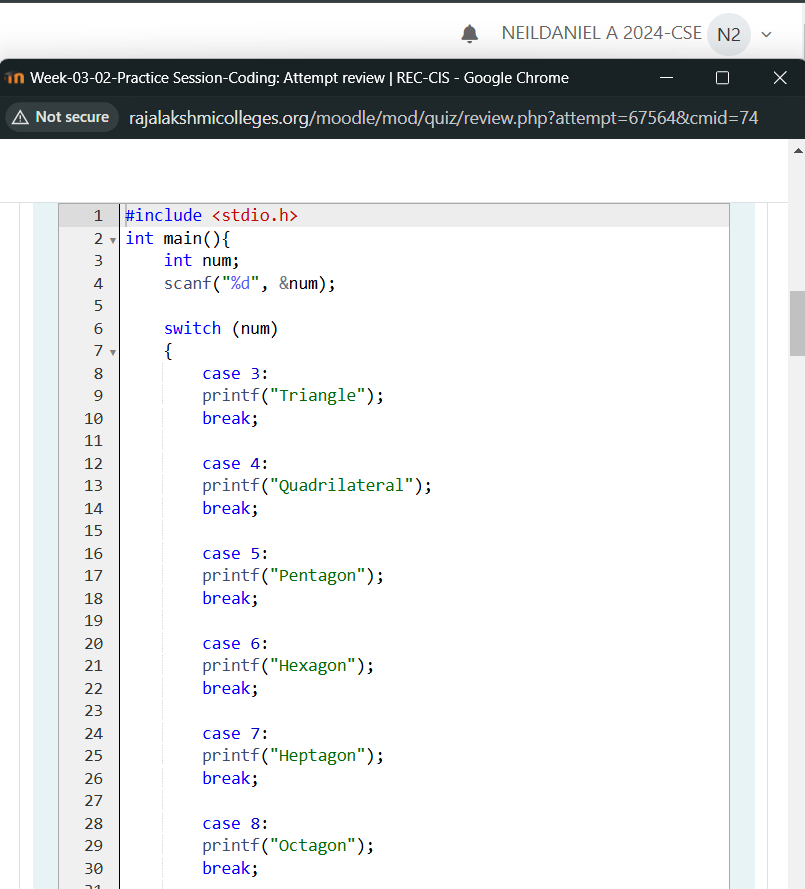 NEILDANIEL A 2024-CSE N2
Week-03-02-Practice Session-Coding: Attempt review | REC-CIS - Google Chrome
Not secure rajalakshmicolleges.org/moodle/mod/quiz/review.php?attempt=67564&cmid=74
1 #include <stdio.h>
2 int main(){
3 int num;
4 scanf("%d", &num);
5
6 switch (num)
7 {
8 case 3:
9 printf("Triangle");
10 break;
11
12 case 4:
13 printf("Quadrilateral");
14 break;
15
16 case 5:
17 printf("Pentagon");
18 break;
19
20 case 6:
21 printf("Hexagon");
22 break;
23
24 case 7:
25 printf("Heptagon");
26 break;
27
28 case 8:
29 printf("Octagon");
30 break;